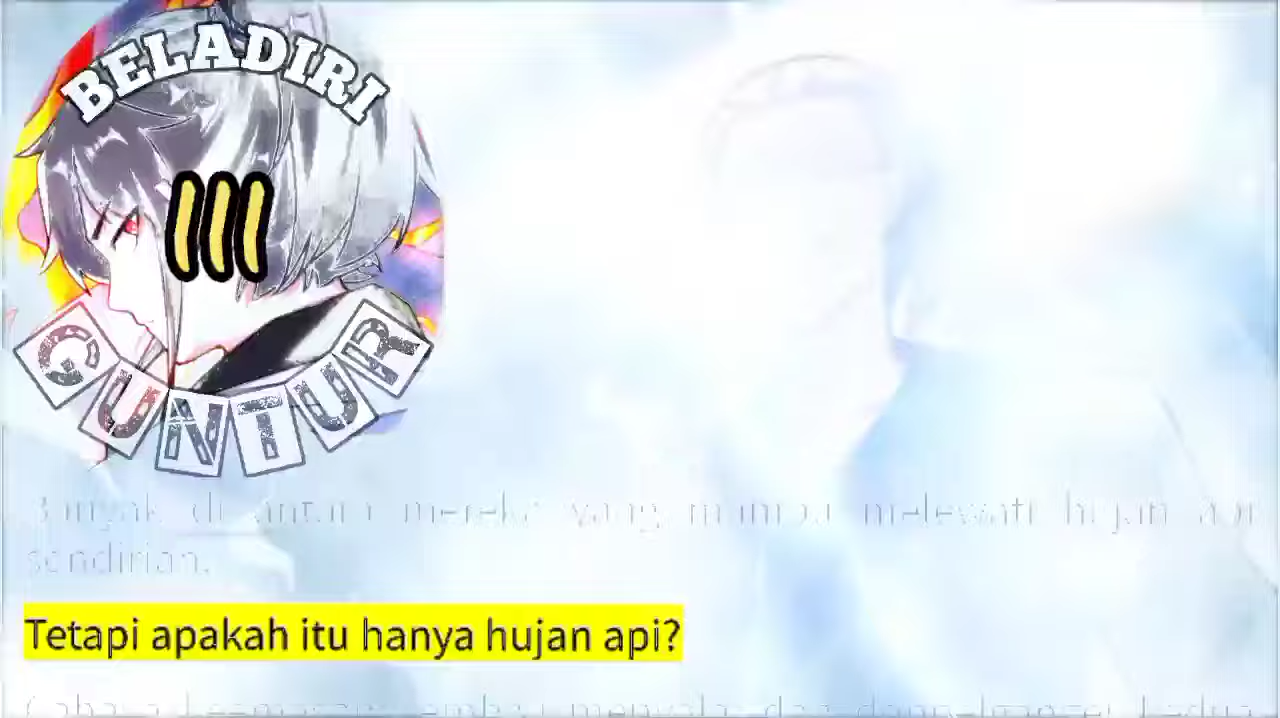 BELADIRI
GUNTUR
Banyak di antara mereka yang mampu melewati hujan api
sendirian.
Tetapi apakah itu hanya hujan api?